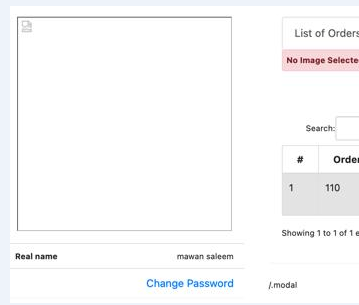 List of Orders
No Image Selecte
Search:
# Order
1 110
Showing 1 to 1 of 1 e
Real name mawan saleem
Change Password
/.modal